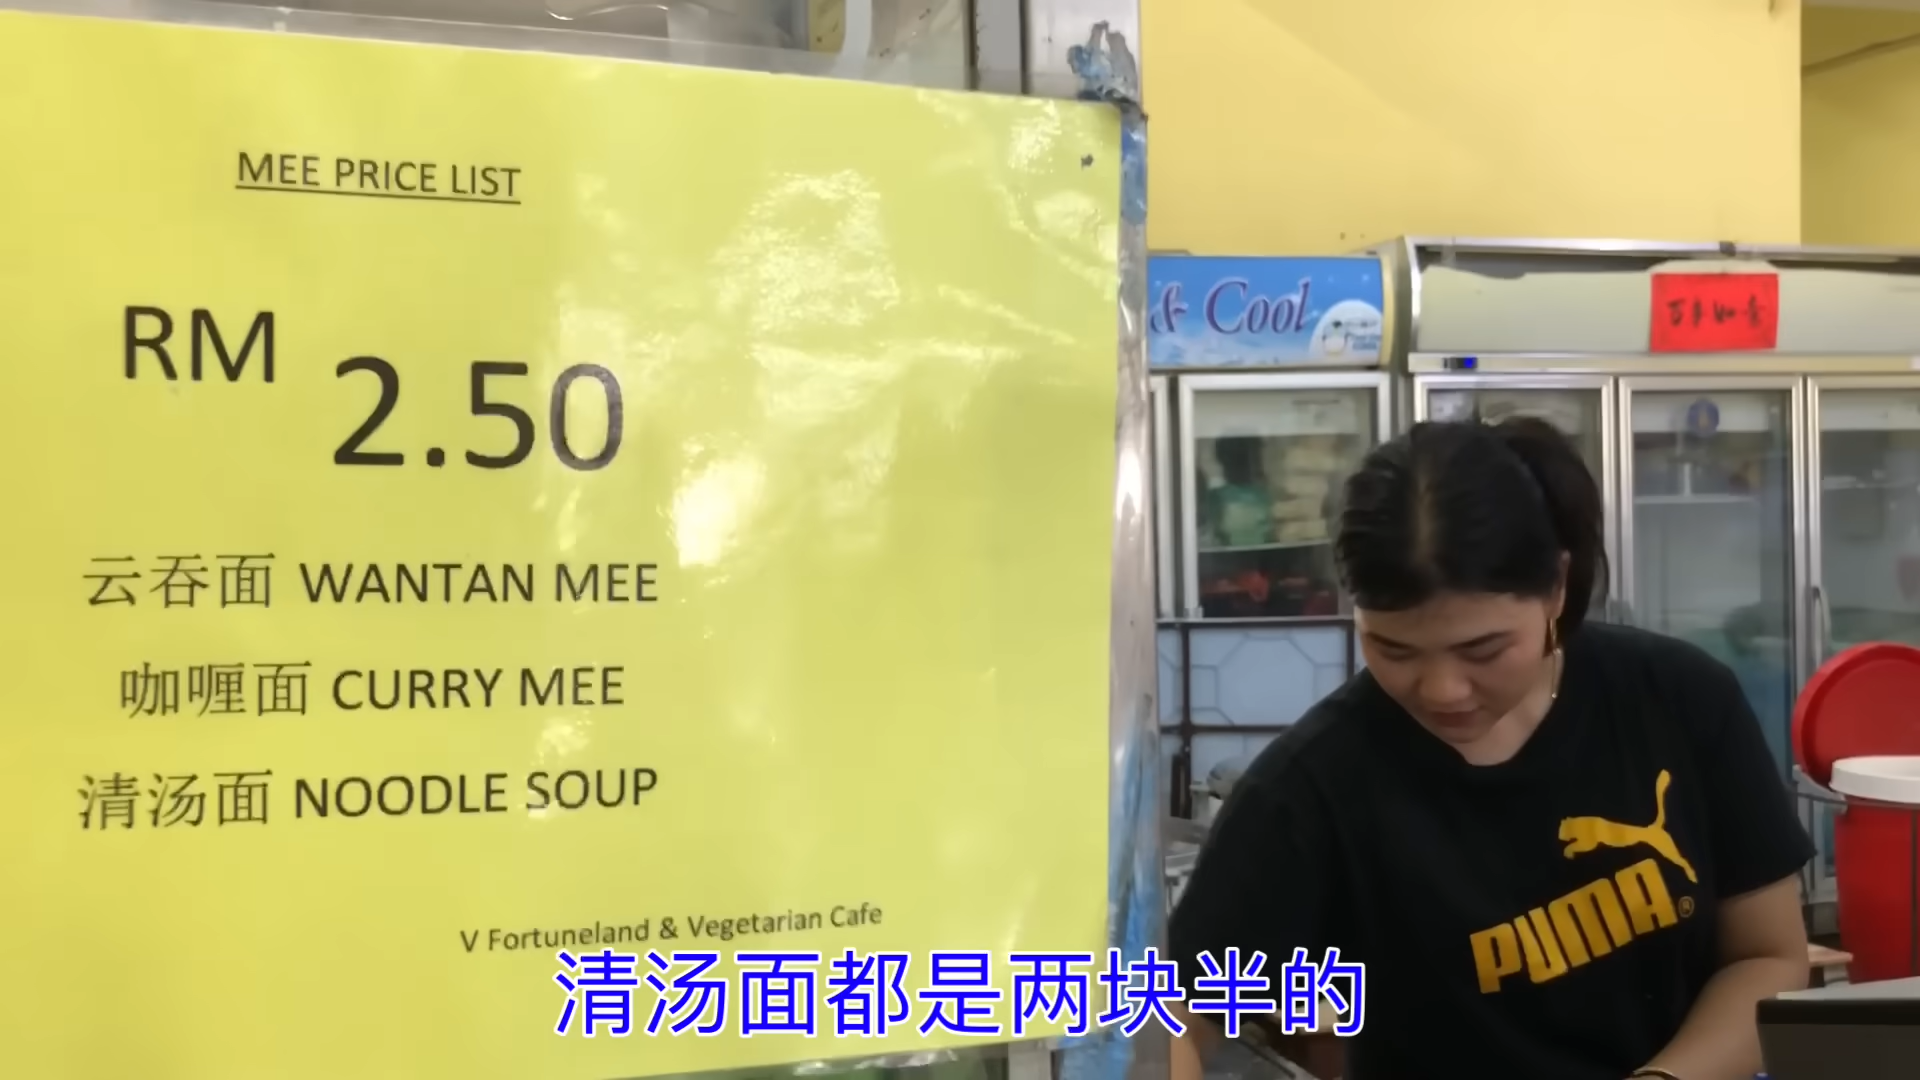 MEE PRICE LIST
RM 2.50
云吞面 WANTAN MEE
咖喱面 CURRY MEE
清汤面 NOODLE SOUP
V Fortuneland & Vegetarian Cafe
清汤面都是两块半的
& Cool
PUMA®